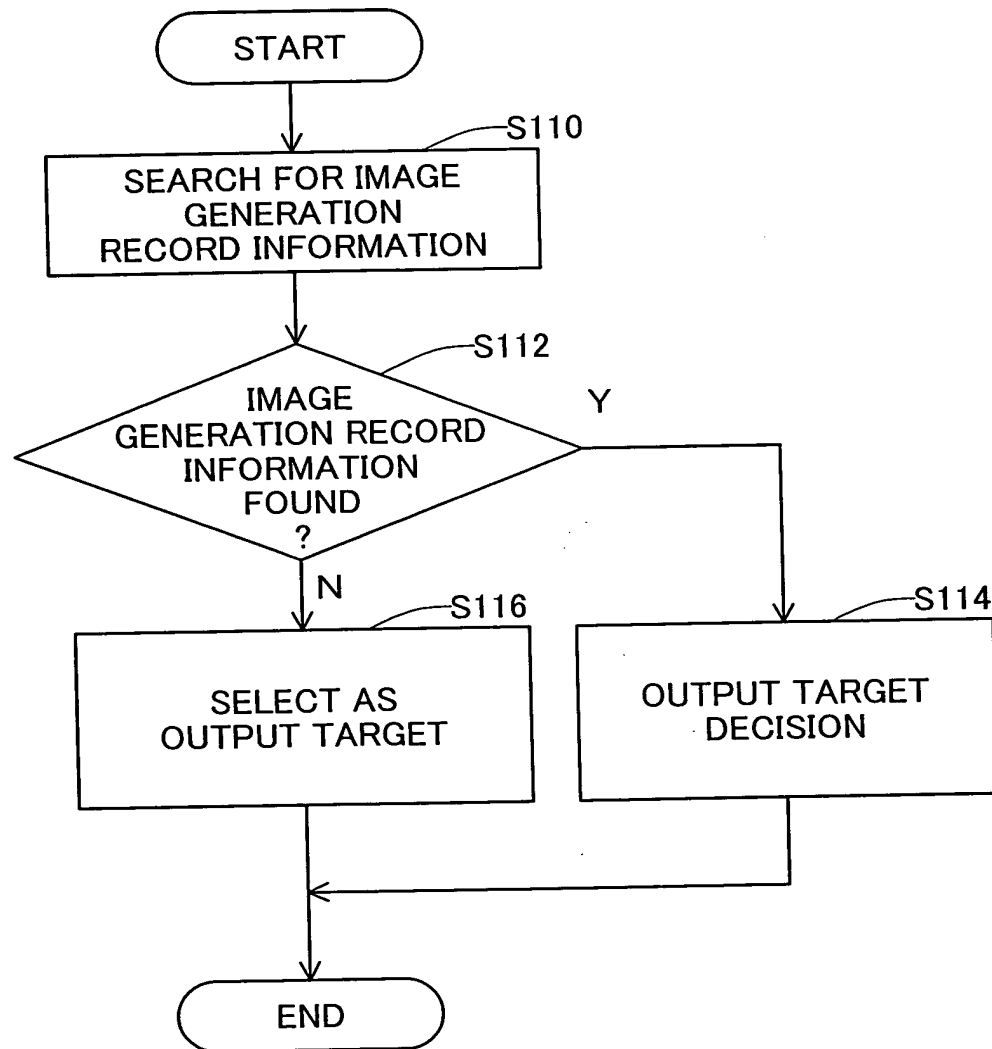 START
S110
SEARCH FOR IMAGE
GENERATION
RECORD INFORMATION
S112
IMAGE
GENERATION RECORD
INFORMATION
FOUND
?
Y
N
S116
SELECT AS
OUTPUT TARGET
S114
OUTPUT TARGET
DECISION
END